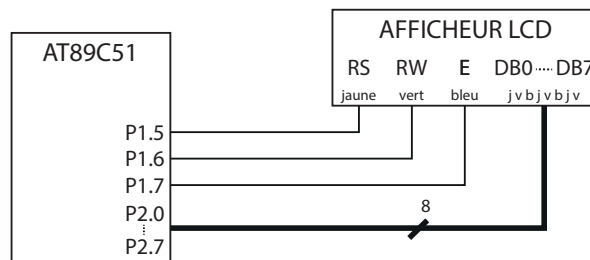 AFFICHEUR LCD
AT89C51
RS RW E DB0 DB7
jaune vert bleu j v b j v b j v
P1.5
P1.6
P1.7
P2.0
8
P2.7